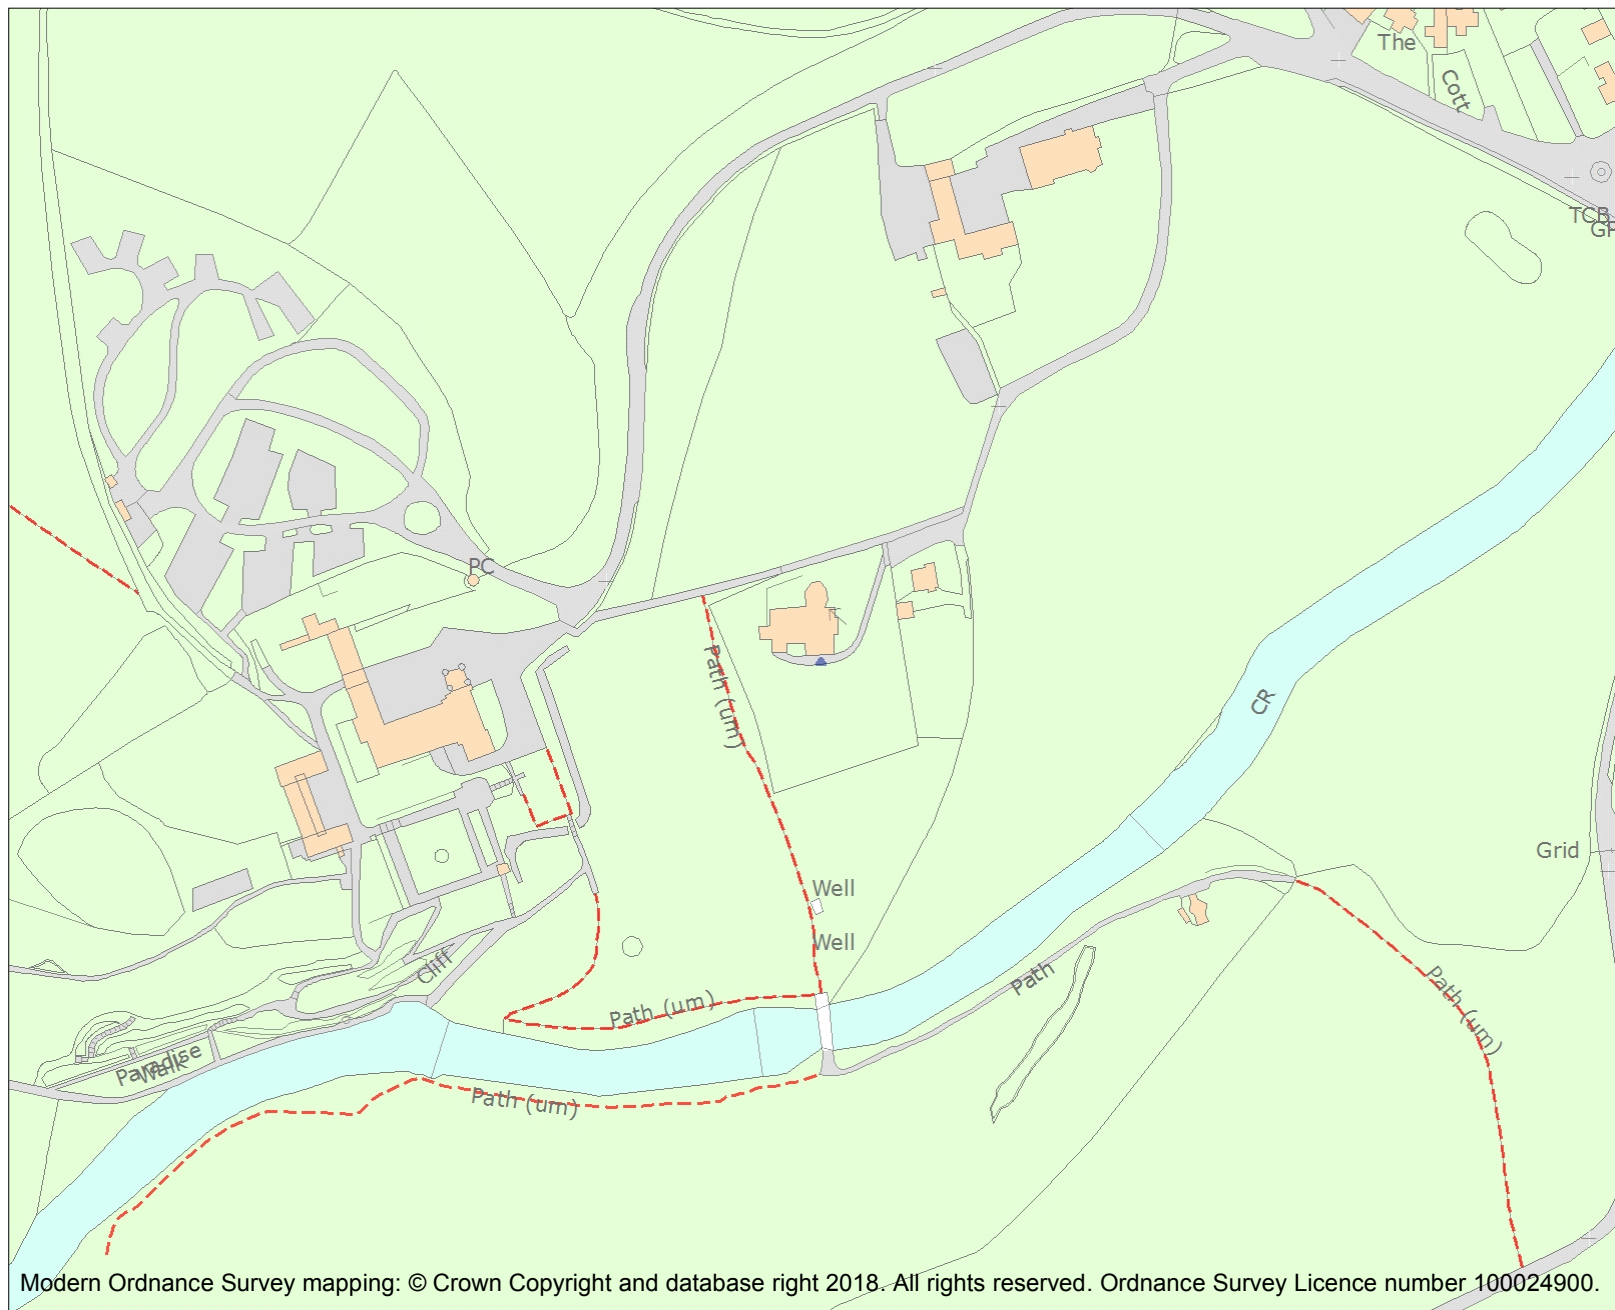 The
Cott
TCB
PC
Path (um)
CR
Grid
Well
Well
Cliff
Path
Path (um)
Path (um)
Paradise
Walk
Path (um)
Modern Ordnance Survey mapping: © Crown Copyright and database right 2018. All rights reserved. Ordnance Survey Licence number 100024900.